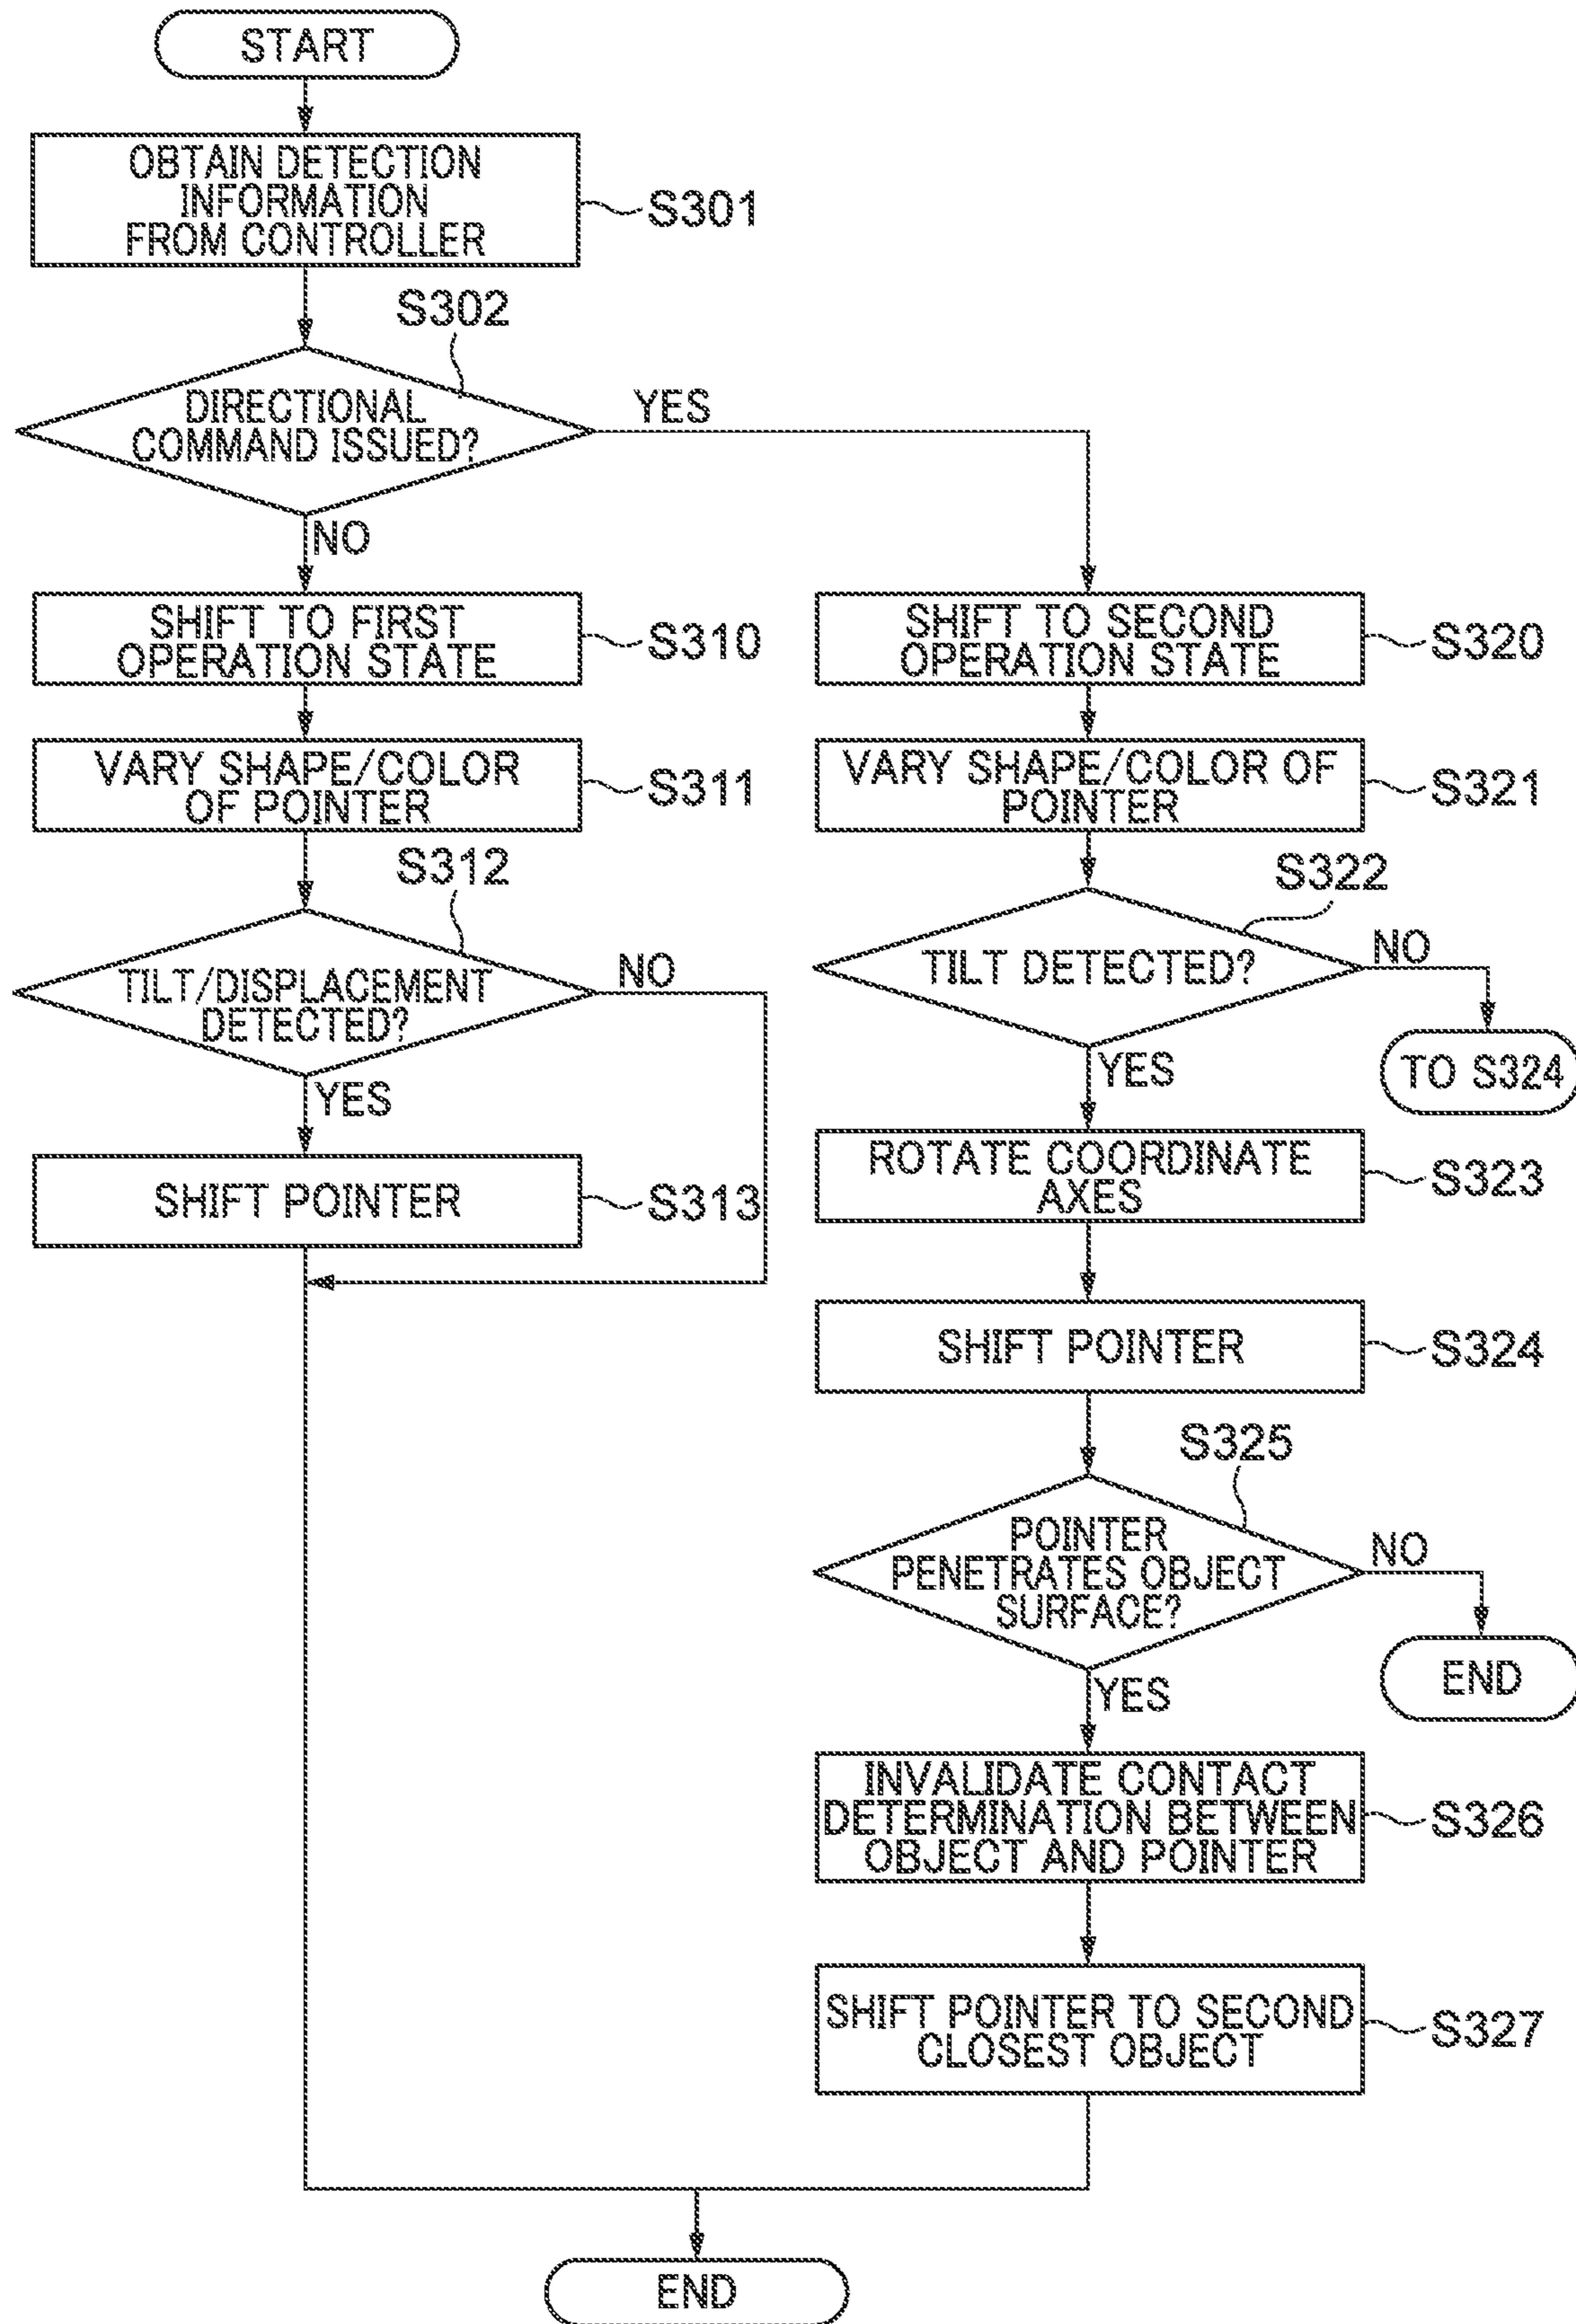 START
OBTAIN DETECTION
INFORMATION
FROM CONTROLLER
S301
S302
DIRECTIONAL
COMMAND ISSUED?
YES
NO
SHIFT TO FIRST
OPERATION STATE
S310
VARY SHAPE/COLOR
OF POINTER
S311
S312
TILT/DISPLACEMENT
DETECTED?
NO
YES
SHIFT POINTER
S313
SHIFT TO SECOND
OPERATION STATE
S320
VARY SHAPE/COLOR OF
POINTER
S321
S322
TILT DETECTED?
NO
TO S324
YES
ROTATE COORDINATE
AXES
S323
SHIFT POINTER
S324
S325
POINTER
PENETRATES OBJECT
SURFACE?
NO
END
YES
INVALIDATE CONTACT
DETERMINATION BETWEEN
OBJECT AND POINTER
S326
SHIFT POINTER TO SECOND
CLOSEST OBJECT
S327
END